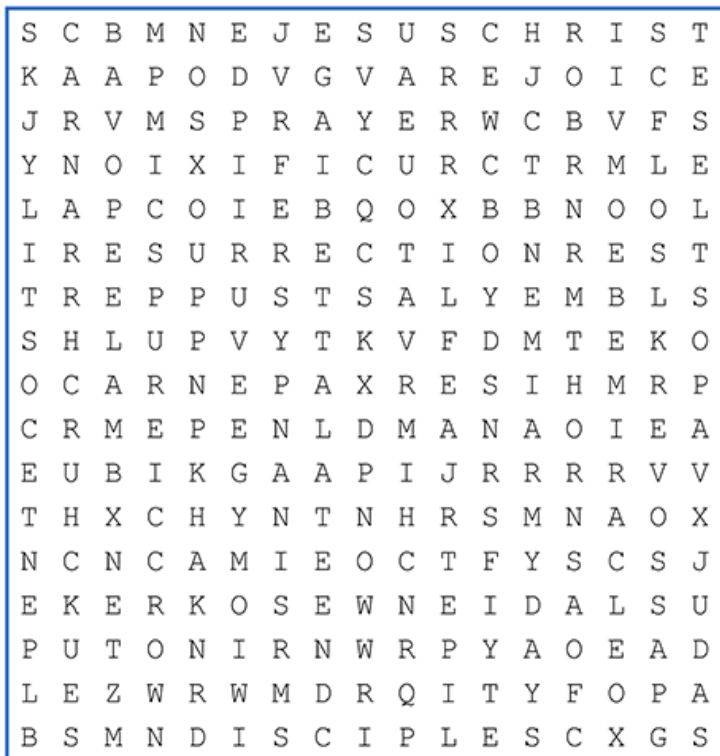 S C B M N E J E S U S C H R I S T
K A A P O D V G V A R E J O I C E
J R V M S P R A Y E R W C B V F S
Y N O I X I F I C U R C T R M L E
L A P C O I E B Q O X B B N O O L
I R E S U R R E C T I O N R E S T
T R E P P U S T S A L Y E M B L S
S H L U P V Y T K V F D M T E K O
O C A R N E P A X R E S I H M R P
C R M E P E N L D M A N A O I E A
E U B I K G A A P I J R R R R V V
T H X C H Y N T N H R S M N A O X
N C N C A M I E O C T F Y S C S J
E K E R K O S E W N E I D A L S U
P U T O N I R N W R P Y A O E A D
L E Z W R W M D R Q I T Y F O P A
B S M N D I S C I P L E S C X G S